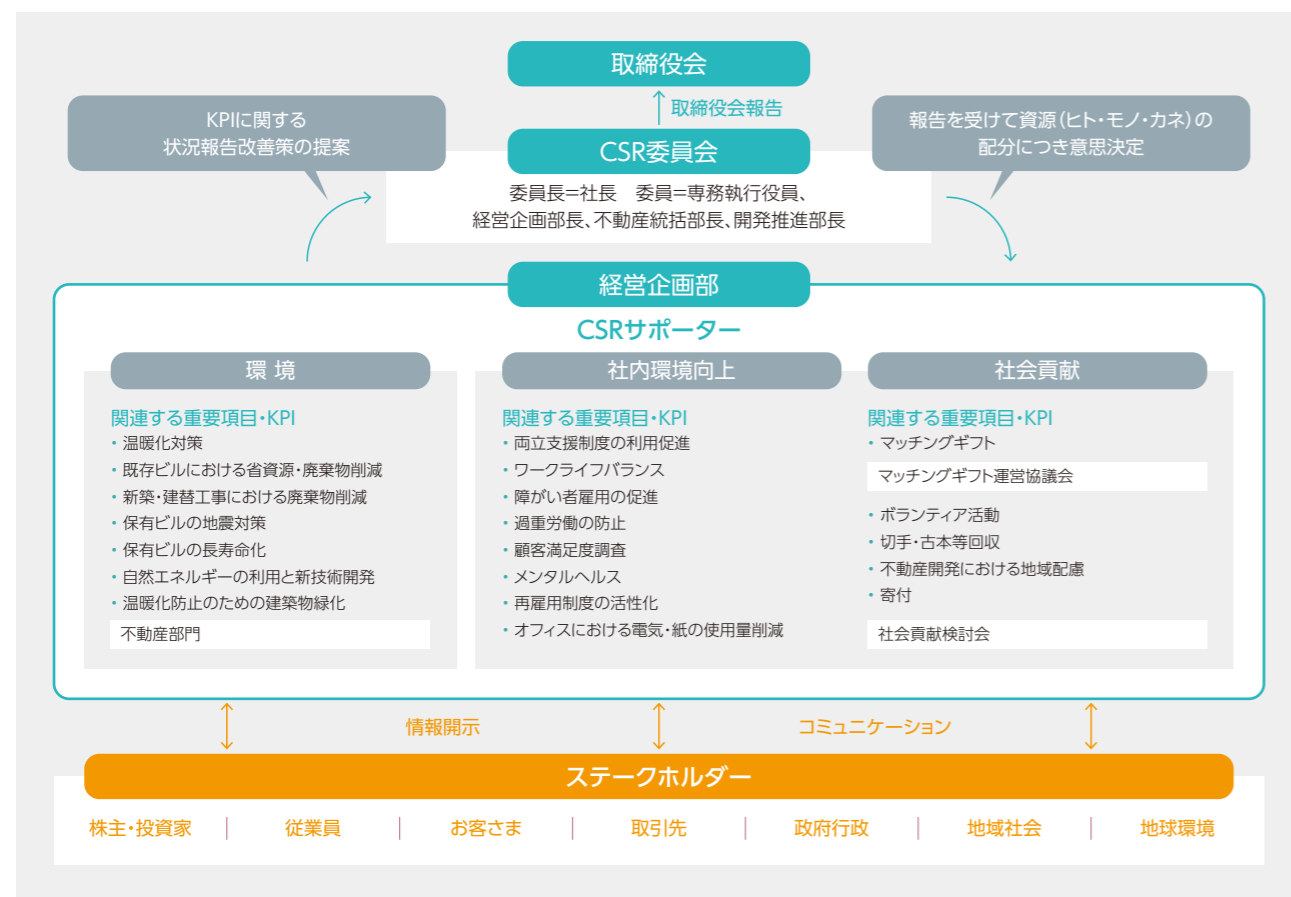 取締役会
取締役会報告
KPIに関する
状況報告改善策の提案
報告を受けて資源（ヒト・モノ・カネ）の
配分につき意思決定
CSR委員会
委員長=社長　委員=専務執行役員、
経営企画部長、不動産統括部長、開発推進部長
経営企画部
CSRサポーター
環 境
関連する重要項目・KPI
・温暖化対策
・既存ビルにおける省資源・廃棄物削減
・新築・建替工事における廃棄物削減
・保有ビルの地震対策
・保有ビルの長寿命化
・自然エネルギーの利用と新技術開発
・温暖化防止のための建築物緑化
不動産部門
社内環境向上
関連する重要項目・KPI
・両立支援制度の利用促進
・ワークライフバランス
・障がい者雇用の促進
・過重労働の防止
・顧客満足度調査
・メンタルヘルス
・再雇用制度の活性化
・オフィスにおける電気・紙の使用量削減
社会貢献
関連する重要項目・KPI
・マッチングギフト
マッチングギフト運営協議会
・ボランティア活動
・切手・古本等回収
・不動産開発における地域配慮
・寄付
社会貢献検討会
情報開示
コミュニケーション
ステークホルダー
株主・投資家
従業員
お客さま
取引先
政府行政
地域社会
地球環境